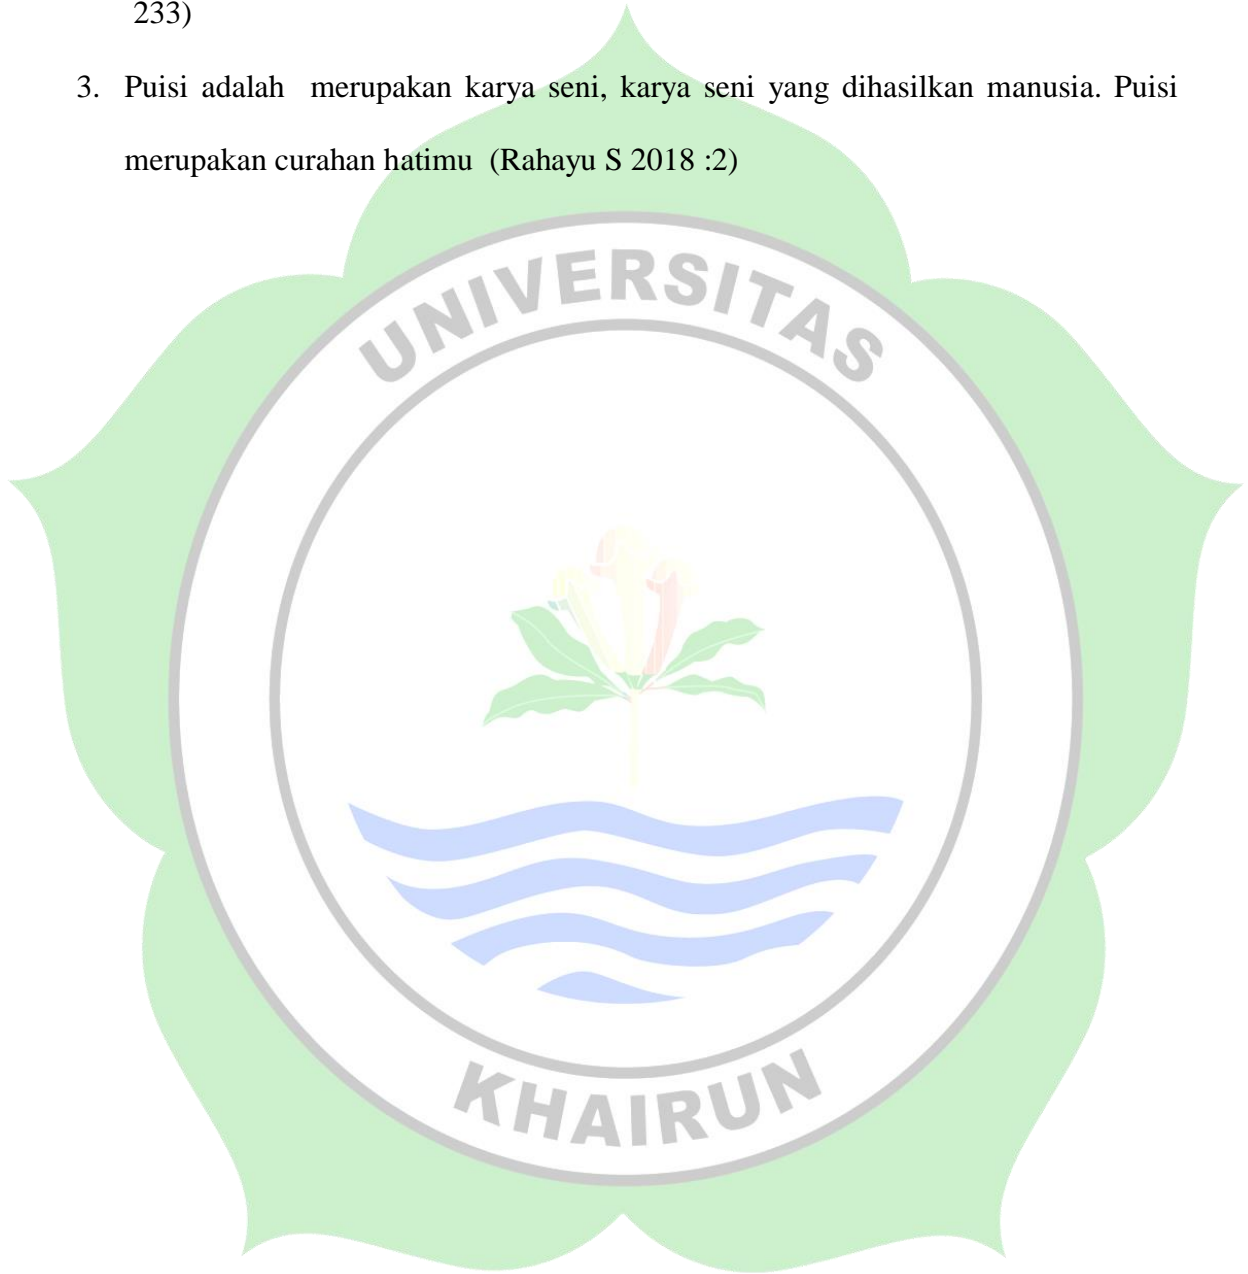 233)
3. Puisi adalah  merupakan karya seni, karya seni yang dihasilkan manusia. Puisi
merupakan curahan hatimu  (Rahayu S 2018 :2)
UNIVERSITAS
KHAIRUN